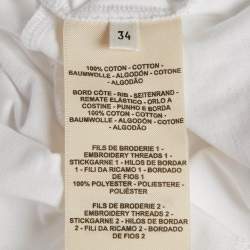 34
100% COTON - COTTON -
BAUMWOLLE - ALGODÓN - COTONE -
ALGODÃO
BORD CÔTE - RIB - SEITENRAND -
REMATE ELÁSTICO - ORLO A
COSTINE - PUNHO E BORDA
100% COTON - COTTON -
BAUMWOLLE - ALGODÓN - COTONE -
ALGODÃO
FILS DE BRODERIE 1 -
EMBROIDERY THREADS 1 -
STICKGARNE 1 - HILOS DE BORDAR
1 - FILI DA RICAMO 1 - BORDADO
DE FIOS 1
100% POLYESTER - POLIESTERE -
POLIÉSTER
FILS DE BRODERIE 2 -
EMBROIDERY THREADS 2 -
STICKGARNE 2 - HILOS DE BORDAR
2 - FILI DA RICAMO 2 - BORDADO
DE FIOS 2